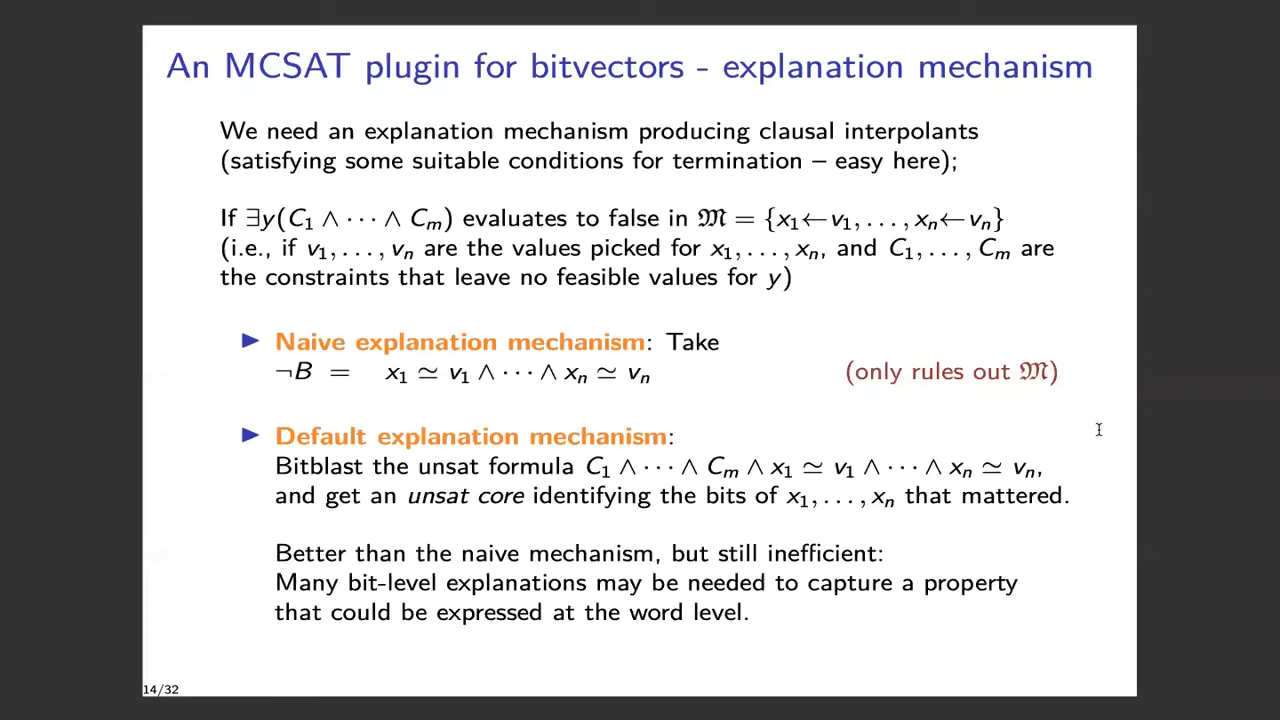 An MCSAT plugin for bitvectors - explanation mechanism
We need an explanation mechanism producing clausal interpolants
(satisfying some suitable conditions for termination – easy here);
If ∃y(C₁ ∧ ··· ∧ Cₘ) evaluates to false in 𝔐 = {x₁←v₁, . . . , xₙ←vₙ}
(i.e., if v₁, . . . , vₙ are the values picked for x₁, . . . , xₙ, and C₁, . . . , Cₘ are
the constraints that leave no feasible values for y)
▶ Naive explanation mechanism: Take
¬B = x₁ ≃ v₁ ∧ ··· ∧ xₙ ≃ vₙ (only rules out 𝔐)
▶ Default explanation mechanism:
Bitblast the unsat formula C₁ ∧ ··· ∧ Cₘ ∧ x₁ ≃ v₁ ∧ ··· ∧ xₙ ≃ vₙ,
and get an unsat core identifying the bits of x₁, . . . , xₙ that mattered.
Better than the naive mechanism, but still inefficient:
Many bit-level explanations may be needed to capture a property
that could be expressed at the word level.
14/32